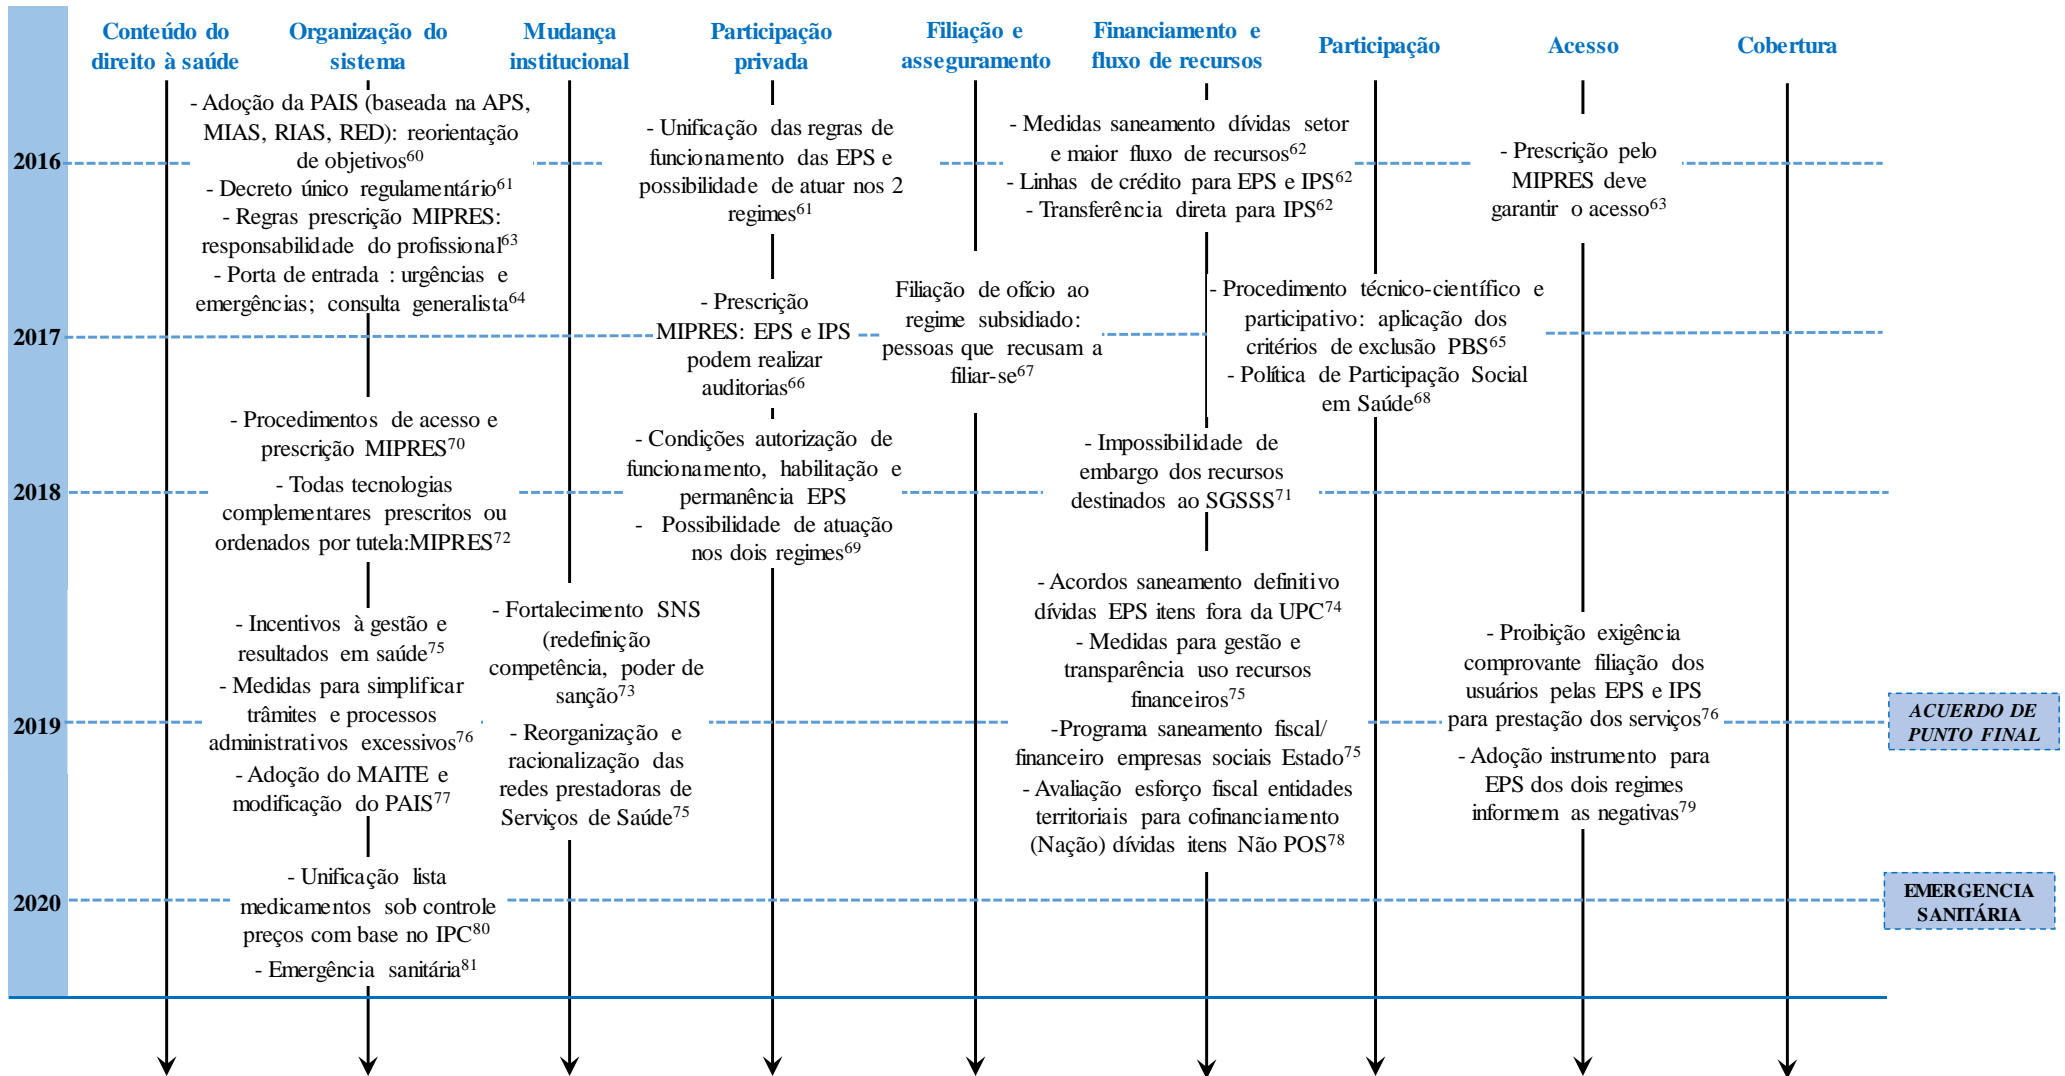 Conteúdo do
direito à saúde
Organização do
sistema
Mudança
institucional
Participação
privada
Filiação e
asseguramento
Financiamento e
fluxo de recursos
Participação
Acesso
Cobertura
2016
- Adoção da PAIS (baseada na APS,
MIAS, RIAS, RED): reorientação
de objetivos60
- Decreto único regulamentário61
- Regras prescrição MIPRES:
responsabilidade do profissional63
- Porta de entrada : urgências e
emergências; consulta generalista64
- Unificação das regras de
funcionamento das EPS e
possibilidade de atuar nos 2
regimes61
- Medidas saneamento dívidas setor
e maior fluxo de recursos62
- Linhas de crédito para EPS e IPS62
- Transferência direta para IPS62
- Prescrição pelo
MIPRES deve
garantir o acesso63
2017
- Prescrição
MIPRES: EPS e IPS
podem realizar
auditorias66
Filiação de ofício ao
regime subsidiado:
pessoas que recusam a
filiar-se67
- Procedimento técnico-científico e
participativo: aplicação dos
critérios de exclusão PBS65
- Política de Participação Social
em Saúde68
2018
- Procedimentos de acesso e
prescrição MIPRES70
- Todas tecnologias
complementares prescritos ou
ordenados por tutela:MIPRES72
- Condições autorização de
funcionamento, habilitação e
permanência EPS
- Possibilidade de atuação
nos dois regimes69
- Impossibilidade de
embargo dos recursos
destinados ao SGSSS71
2019
- Incentivos à gestão e
resultados em saúde75
- Medidas para simplificar
trâmites e processos
administrativos excessivos76
- Adoção do MAITE e
modificação do PAIS77
- Fortalecimento SNS
(redefinição
competência, poder de
sanção73
- Reorganização e
racionalização das
redes prestadoras de
Serviços de Saúde75
- Acordos saneamento definitivo
dívidas EPS itens fora da UPC74
- Medidas para gestão e
transparência uso recursos
financeiros75
-Programa saneamento fiscal/
financeiro empresas sociais Estado75
- Avaliação esforço fiscal entidades
territoriais para cofinanciamento
(Nação) dívidas itens Não POS78
- Proibição exigência
comprovante filiação dos
usuários pelas EPS e IPS
para prestação dos serviços76
- Adoção instrumento para
EPS dos dois regimes
informem as negativas79
ACUERDO DE
PUNTO FINAL
2020
- Unificação lista
medicamentos sob controle
preços com base no IPC80
- Emergência sanitária81
EMERGENCIA
SANITÁRIA